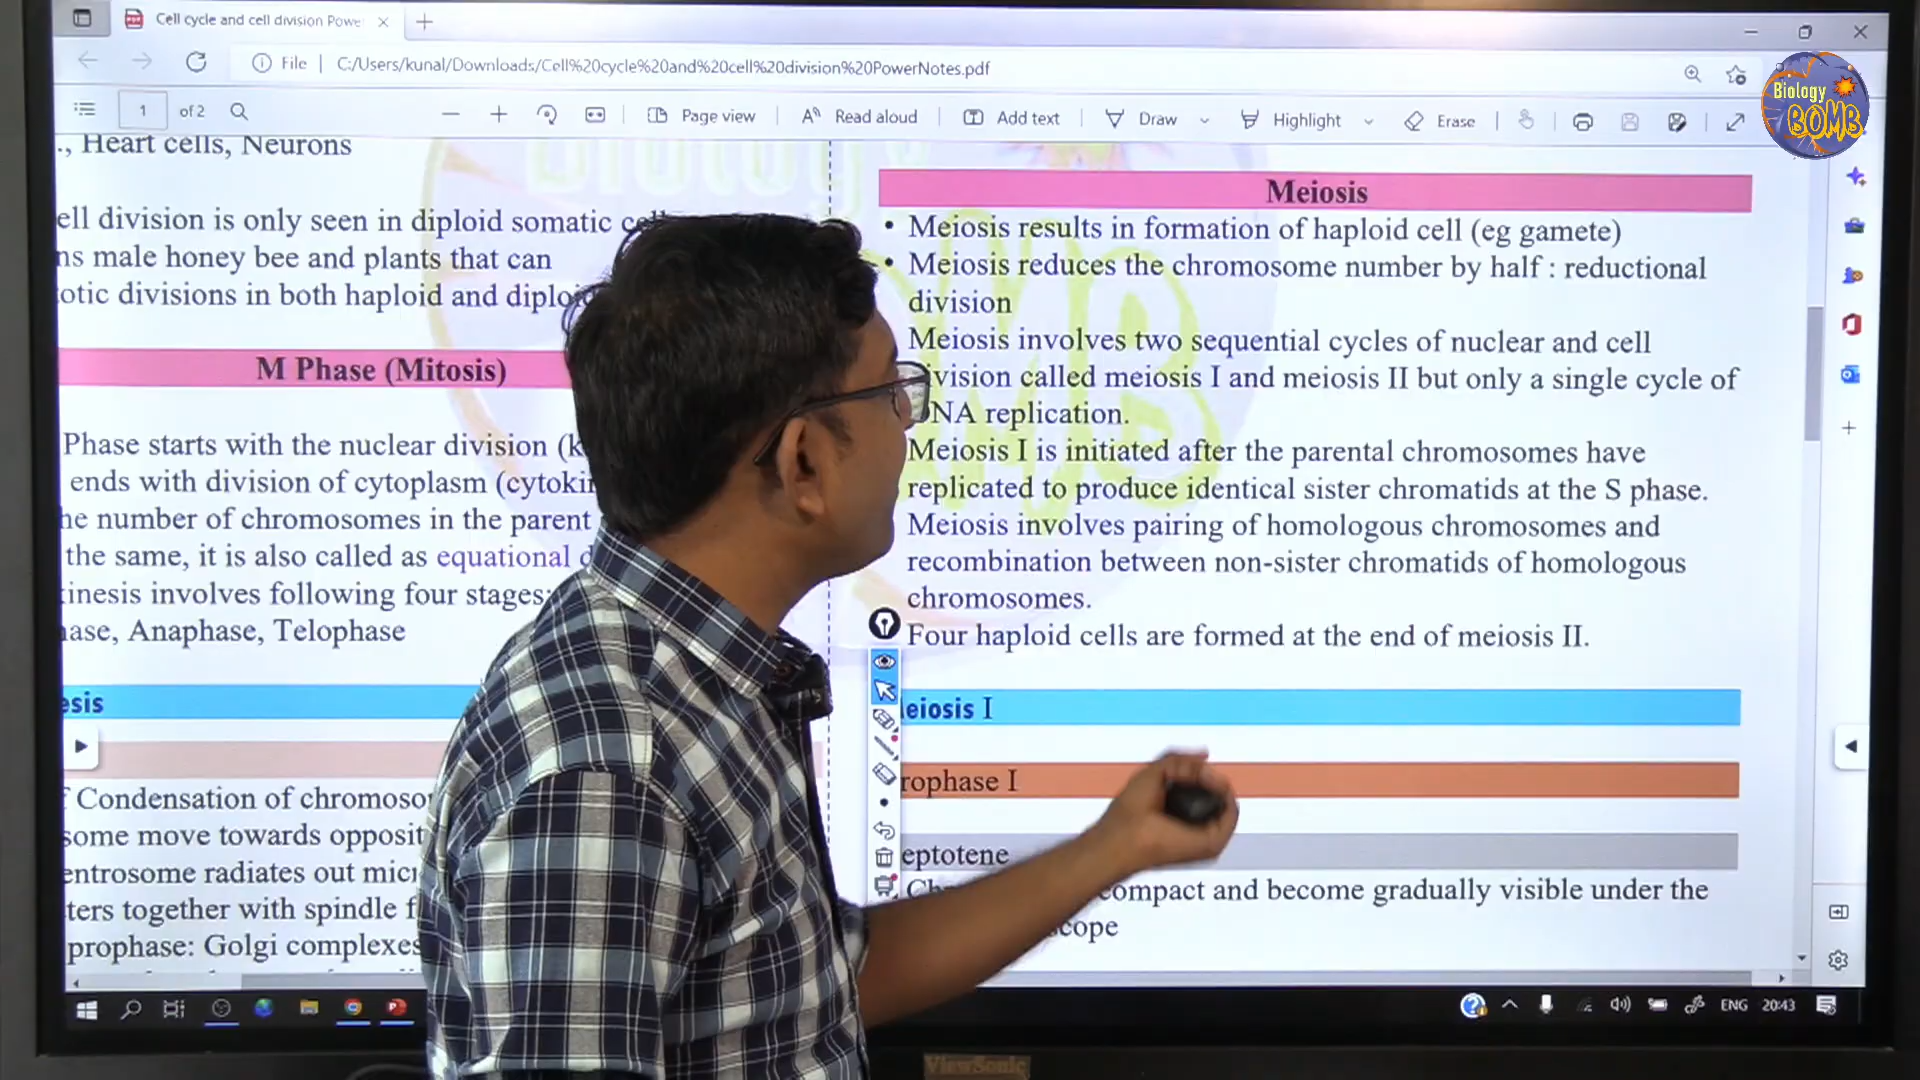 Cell cycle and cell division Powe
File
C:/Users/kunal/Downloads/Cell%20cycle%20and%20cell%20division%20PowerNotes.pdf
1 of 2
Page view
Read aloud
Add text
Draw
Highlight
Erase
Biology
BOMB
., Heart cells, Neurons
ell division is only seen in diploid somatic
ns male honey bee and plants that can
otic divisions in both haploid and
M Phase (Mitosis)
Phase starts with the nuclear division
ends with division of cytoplasm
he number of chromosomes in the parent
the same, it is also called as equational
inesis involves following four stages:
hase, Anaphase, Telophase
esis
Condensation of
some move towards
entrosome radiates out
ters together with spindle
prophase: Golgi complexes
Biology
Meiosis
• Meiosis results in formation of haploid cell (eg gamete)
• Meiosis reduces the chromosome number by half : reductional
division
Meiosis involves two sequential cycles of nuclear and cell
ivision called meiosis I and meiosis II but only a single cycle of
DNA replication.
Meiosis I is initiated after the parental chromosomes have
replicated to produce identical sister chromatids at the S phase.
Meiosis involves pairing of homologous chromosomes and
recombination between non-sister chromatids of homologous
chromosomes.
Four haploid cells are formed at the end of meiosis II.
eiosis I
rophase I
eptotene
compact and become gradually visible under the
cope
ENG 20:43
ViewSonic